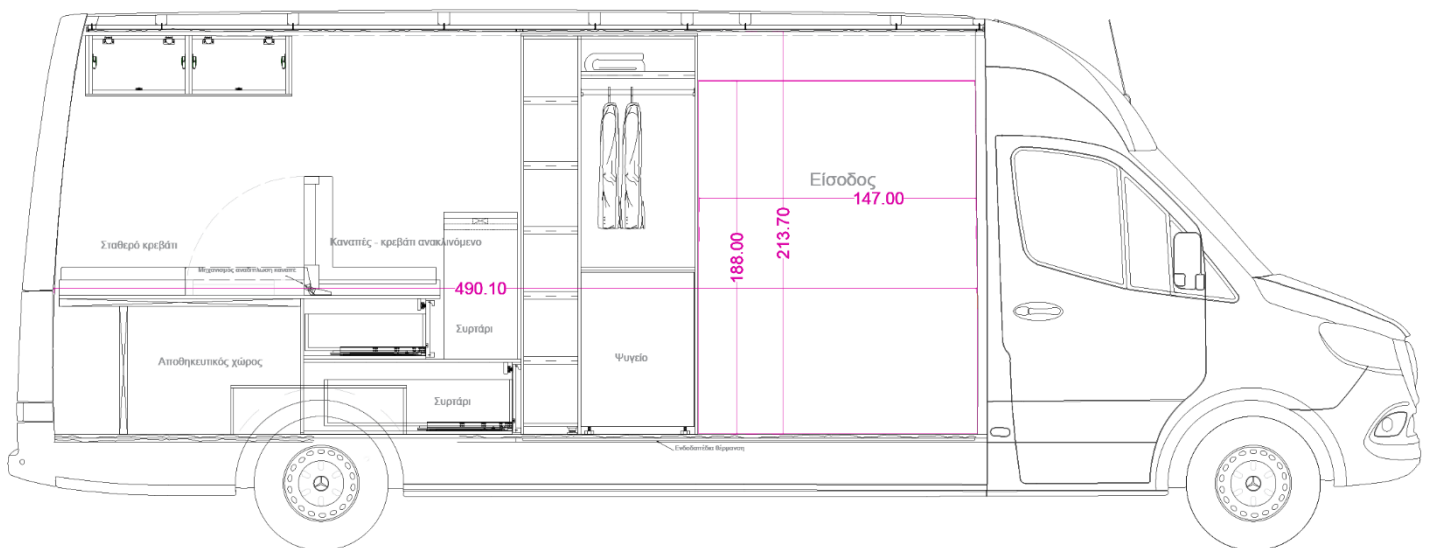 Είσοδος
147.00
188.00
213.70
Σταθερό κρεβάτι
Καναπές - κρεβάτι ανακλινόμενο
Μηχανισμός αναδίπλωση καναπέ
490.10
Συρτάρι
Αποθηκευτικός χώρος
Ψυγείο
Συρτάρι
Ενδοδαπέδια θέρμανση